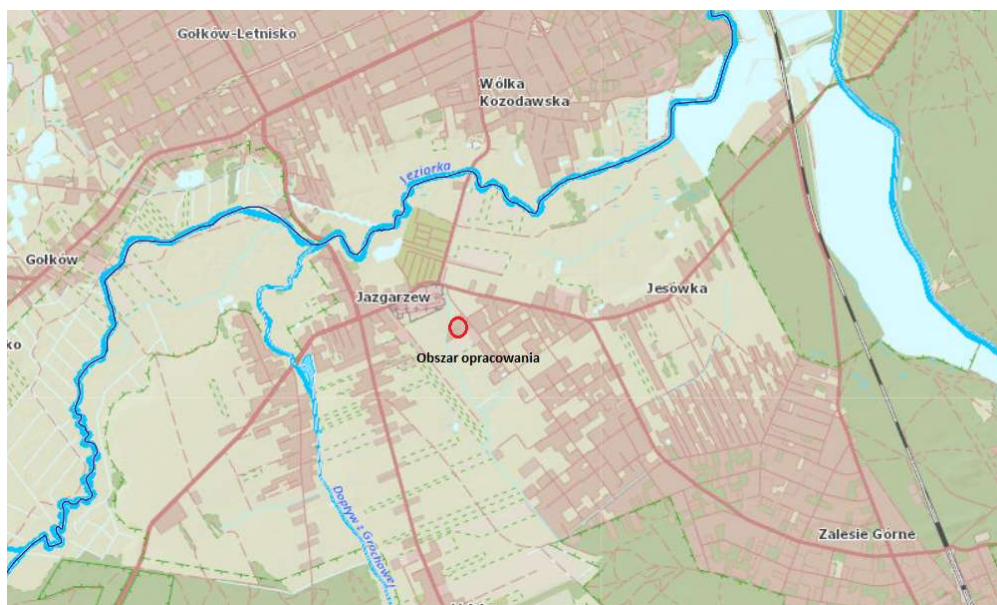 Gołków-Letnisko
Wólka
Kozodawska
Jeziorka
Gołków
Jazgarzew
Jesówka
Obszar opracowania
Dopływ z Grochowej
Zalesie Górne